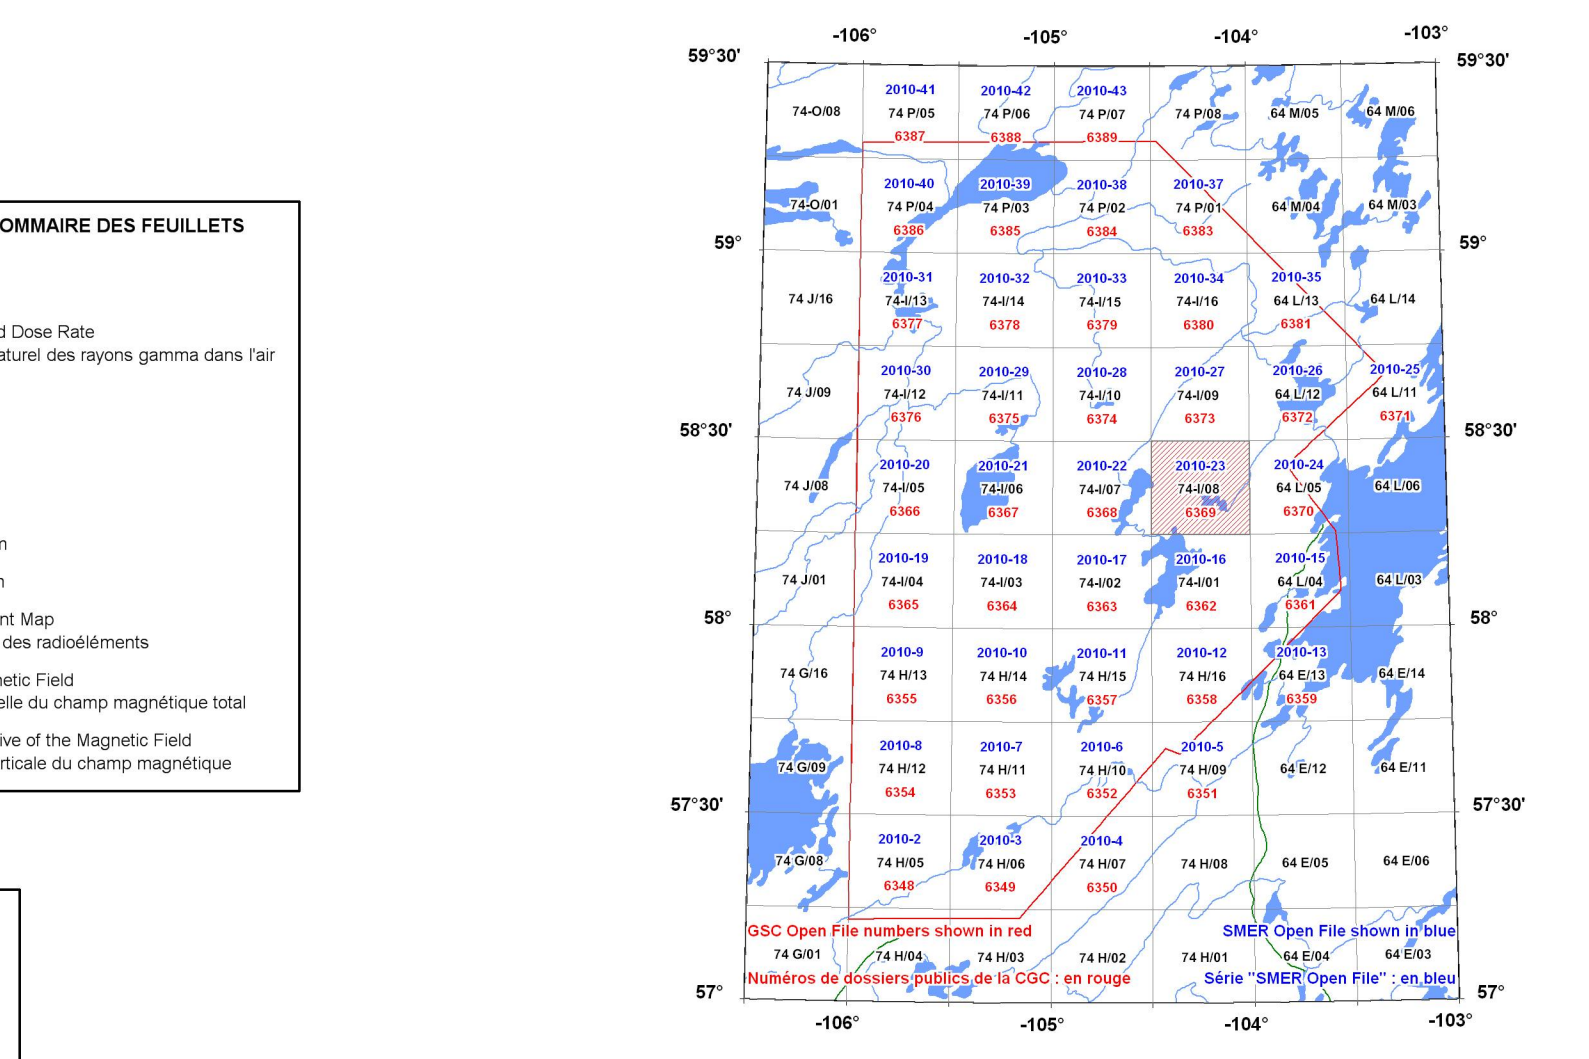 OMMAIRE DES FEUILLETS
d Dose Rate
aturel des rayons gamma dans l'air
m
n
nt Map
des radioéléments
netic Field
elle du champ magnétique total
ive of the Magnetic Field
rticale du champ magnétique
-106° -105° -104° -103°
59°30' 59°30'
2010-41 2010-42 2010-43
74-O/08 74 P/05 74 P/06 74 P/07 74 P/08 64 M/05 64 M/06
6387 6388 6389
2010-40 2010-39 2010-38 2010-37
74-O/01 74 P/04 74 P/03 74 P/02 74 P/01 64 M/04 64 M/03
6386 6385 6384 6383
59° 59°
2010-31 2010-32 2010-33 2010-34 2010-35
74 J/16 74-I/13 74-I/14 74-I/15 74-I/16 64 L/13 64 L/14
6377 6378 6379 6380 6381
2010-30 2010-29 2010-28 2010-27 2010-26 2010-25
74 J/09 74-I/12 74-I/11 74-I/10 74-I/09 64 L/12 64 L/11
6376 6375 6374 6373 6372 6371
58°30' 58°30'
2010-20 2010-21 2010-22 2010-23 2010-24
74 J/08 74-I/05 74-I/06 74-I/07 74-I/08 64 L/05 64 L/06
6366 6367 6368 6369 6370
2010-19 2010-18 2010-17 2010-16 2010-15
74 J/01 74-I/04 74-I/03 74-I/02 74-I/01 64 L/04 64 L/03
6365 6364 6363 6362 6361
58° 58°
2010-9 2010-10 2010-11 2010-12 2010-13
74 G/16 74 H/13 74 H/14 74 H/15 74 H/16 64 E/13 64 E/14
6355 6356 6357 6358 6359
2010-8 2010-7 2010-6 2010-5
74 G/09 74 H/12 74 H/11 74 H/10 74 H/09 64 E/12 64 E/11
6354 6353 6352 6351
57°30' 57°30'
2010-2 2010-3 2010-4
74 G/08 74 H/05 74 H/06 74 H/07 74 H/08 64 E/05 64 E/06
6348 6349 6350
GSC Open File numbers shown in red SMER Open File shown in blue
74 G/01 74 H/04 74 H/03 74 H/02 74 H/01 64 E/04 64 E/03
Numéros de dossiers publics de la CGC : en rouge Série "SMER Open File" : en bleu
57° 57°
-106° -105° -104° -103°